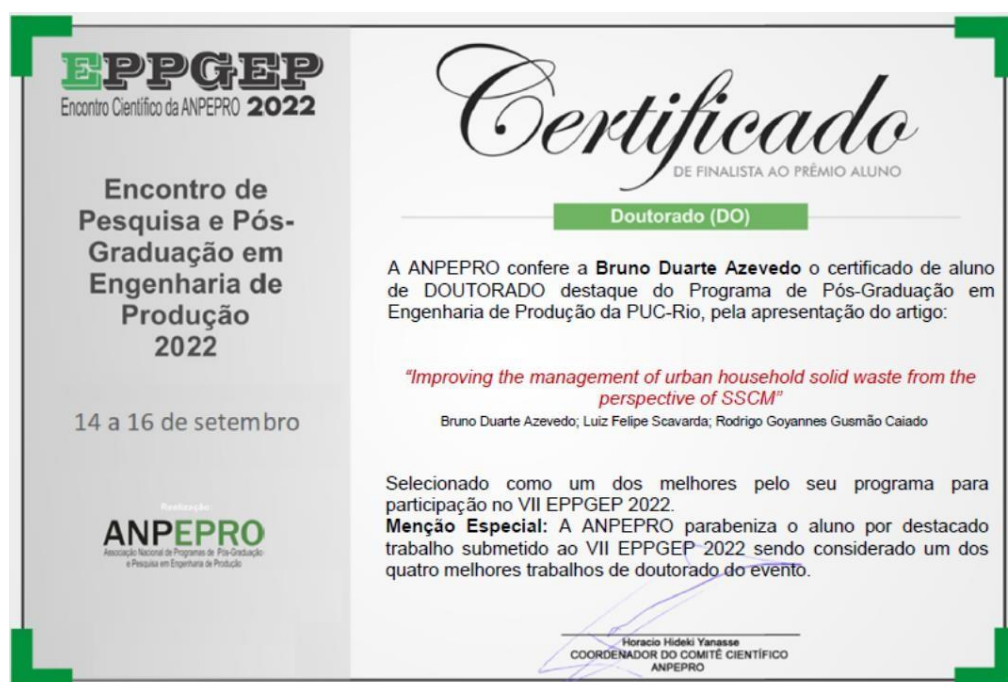 EPPGEP
Encontro Científico da ANPEPRO 2022
Encontro de
Pesquisa e Pós-
Graduação em
Engenharia de
Produção
2022
14 a 16 de setembro
Realização:
ANPEPRO
Associação Nacional de Programas de Pós-Graduação
e Pesquisa em Engenharia de Produção
Certificado
DE FINALISTA AO PRÊMIO ALUNO
Doutorado (DO)
A ANPEPRO confere a Bruno Duarte Azevedo o certificado de aluno
de DOUTORADO destaque do Programa de Pós-Graduação em
Engenharia de Produção da PUC-Rio, pela apresentação do artigo:
“Improving the management of urban household solid waste from the
perspective of SSCM”
Bruno Duarte Azevedo; Luiz Felipe Scavarda; Rodrigo Goyannes Gusmão Caiado
Selecionado como um dos melhores pelo seu programa para
participação no VII EPPGEP 2022.
Menção Especial: A ANPEPRO parabeniza o aluno por destacado
trabalho submetido ao VII EPPGEP 2022 sendo considerado um dos
quatro melhores trabalhos de doutorado do evento.
Horacio Hideki Yanasse
COORDENADOR DO COMITÊ CIENTÍFICO
ANPEPRO